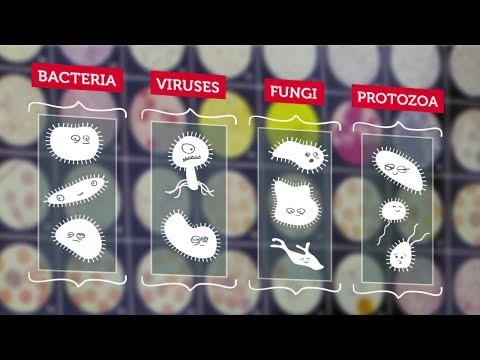 BACTERIA
VIRUSES
FUNGI
PROTOZOA